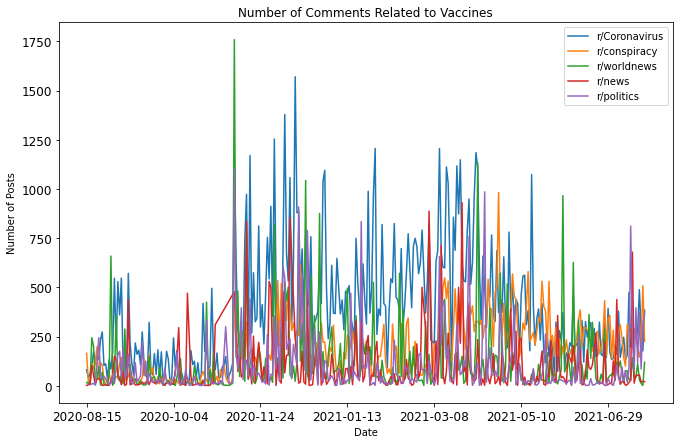 Number of Comments Related to Vaccines
r/Coronavirus
r/conspiracy
r/worldnews
r/news
r/politics
Number of Posts
1750
1500
1250
1000
750
500
250
0
2020-08-15 2020-10-04 2020-11-24 2021-01-13 2021-03-08 2021-05-10 2021-06-29
Date